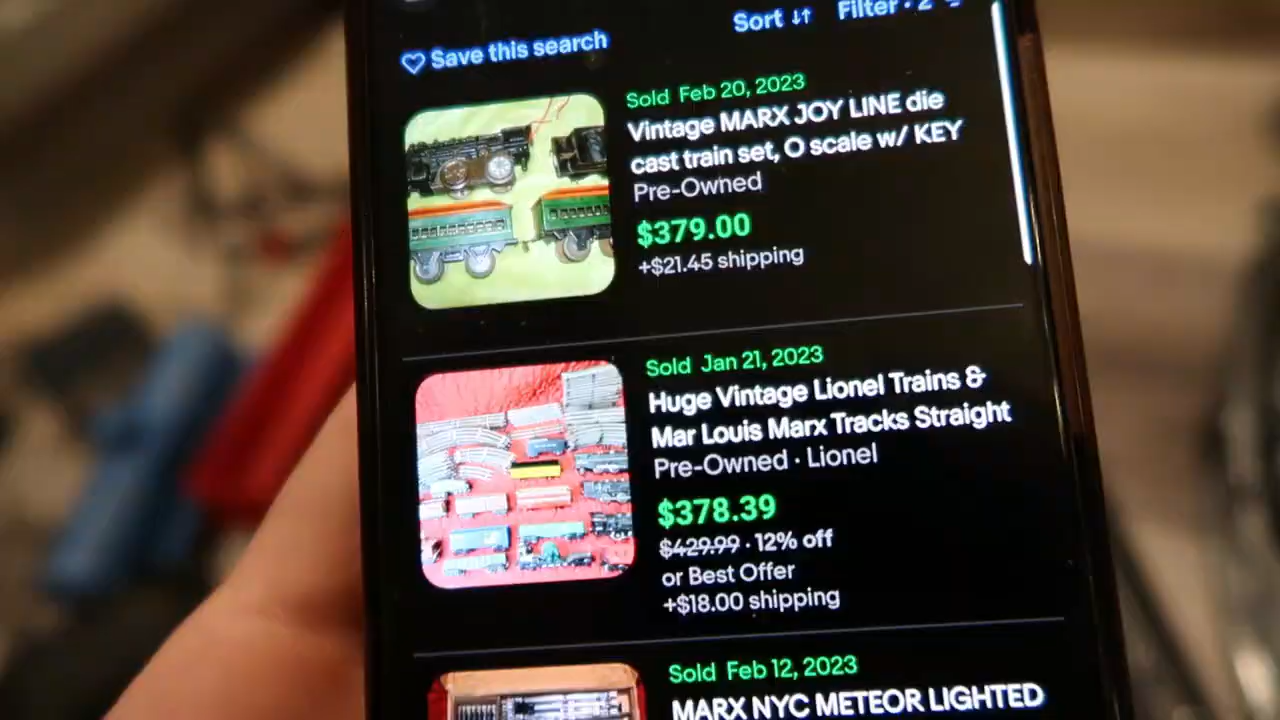 Sort ↓↑ Filter · 2
Save this search
Sold Feb 20, 2023
Vintage MARX JOY LINE die
cast train set, O scale w/ KEY
Pre-Owned
$379.00
+$21.45 shipping
Sold Jan 21, 2023
Huge Vintage Lionel Trains &
Mar Louis Marx Tracks Straight
Pre-Owned · Lionel
$378.39
$429.99 · 12% off
or Best Offer
+$18.00 shipping
Sold Feb 12, 2023
MARX NYC METEOR LIGHTED